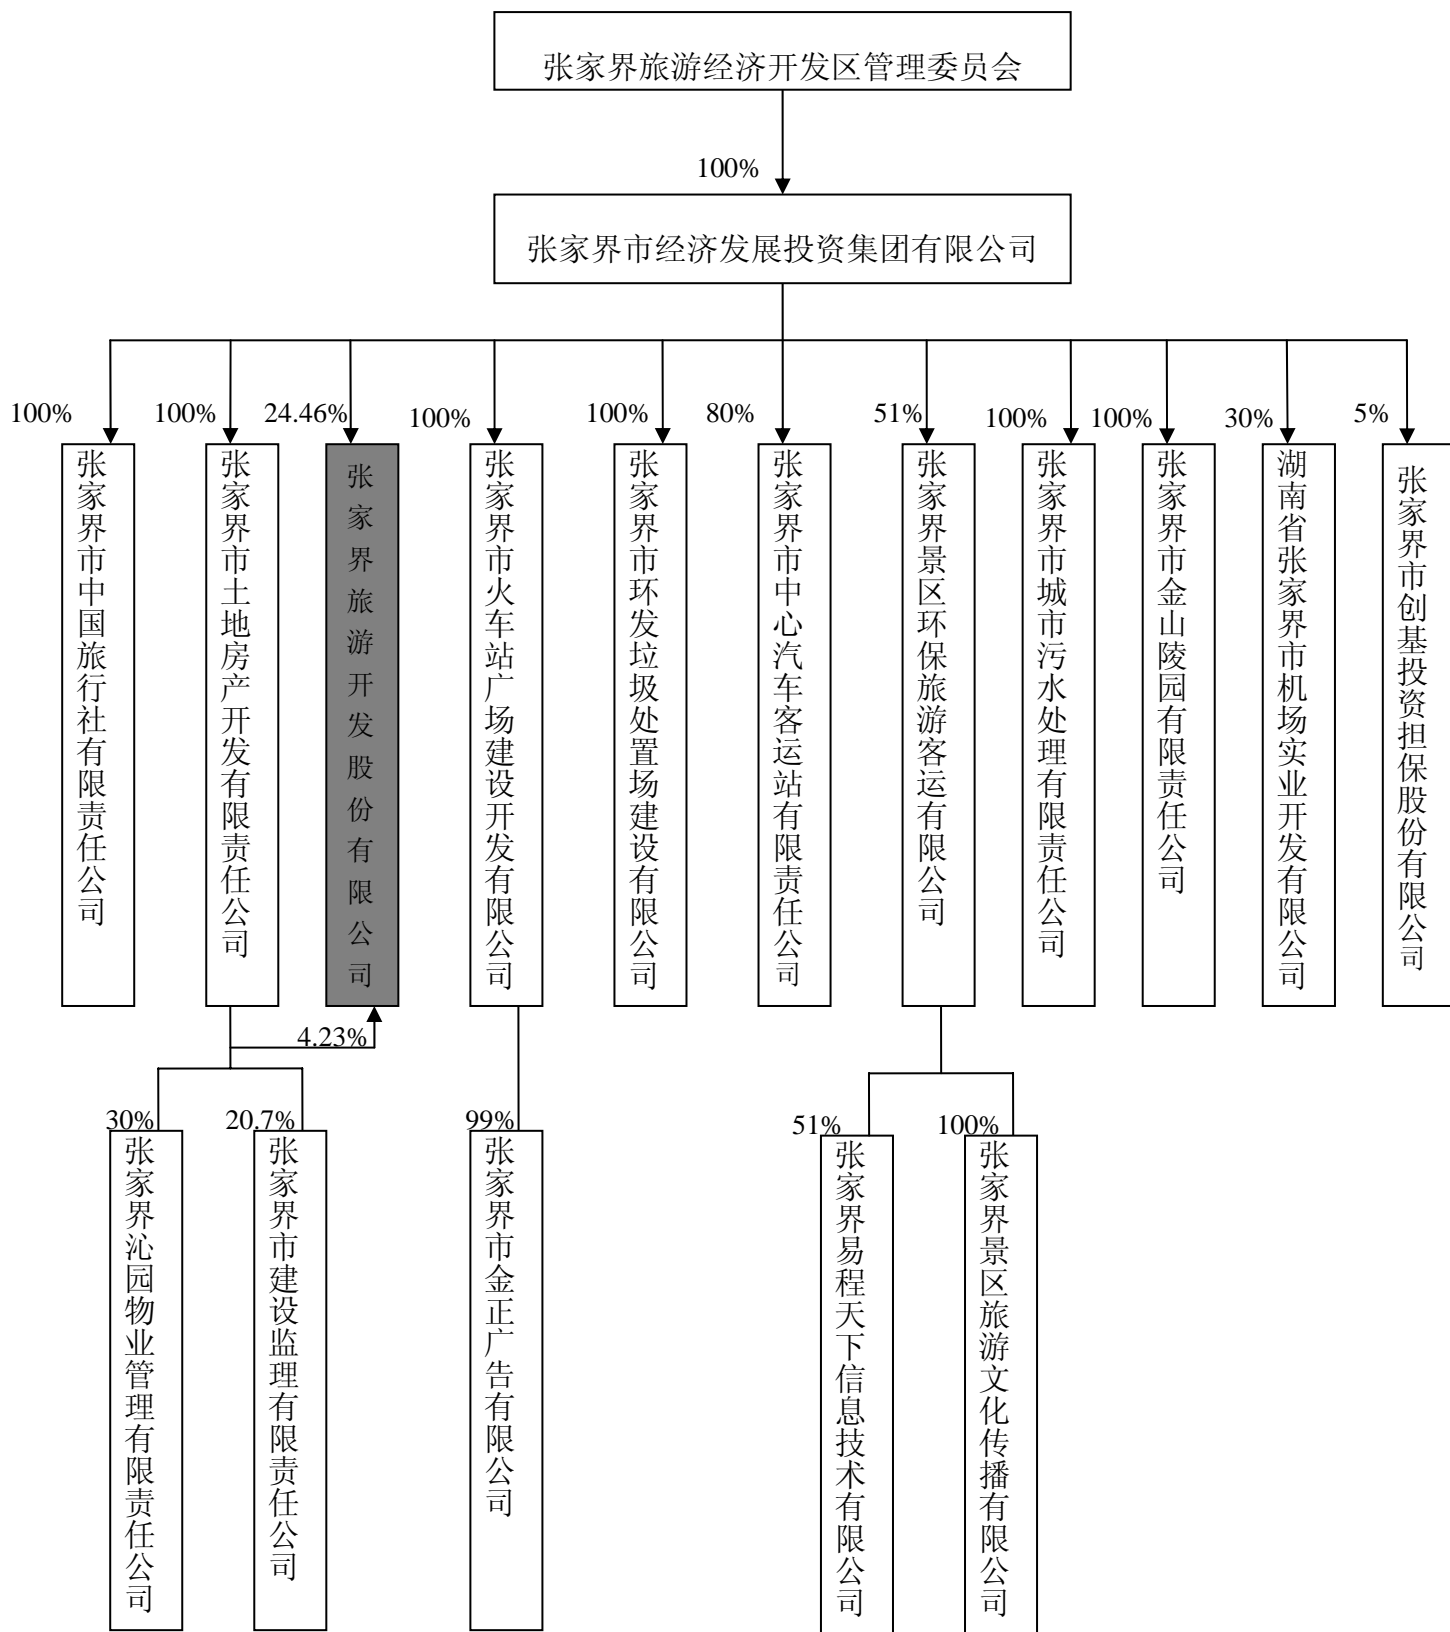 张家界旅游经济开发区管理委员会
100%
张家界市经济发展投资集团有限公司
100%
100%
24.46%
100%
100%
80%
51%
100%
100%
30%
5%
张家界市中国旅行社有限责任公司
张家界市土地房产开发有限责任公司
张家界旅游开发股份有限公司
张家界市火车站广场建设开发有限公司
张家界市环发垃圾处置场建设有限公司
张家界市中心汽车客运站有限责任公司
张家界景区环保旅游客运有限公司
张家界市城市污水处理有限责任公司
张家界市金山陵园有限责任公司
湖南省张家界市机场实业开发有限公司
张家界市创基投资担保股份有限公司
4.23%
30%
20.7%
99%
51%
100%
张家界沁园物业管理有限责任公司
张家界市建设监理有限责任公司
张家界市金正广告有限公司
张家界易程天下信息技术有限公司
张家界景区旅游文化传播有限公司